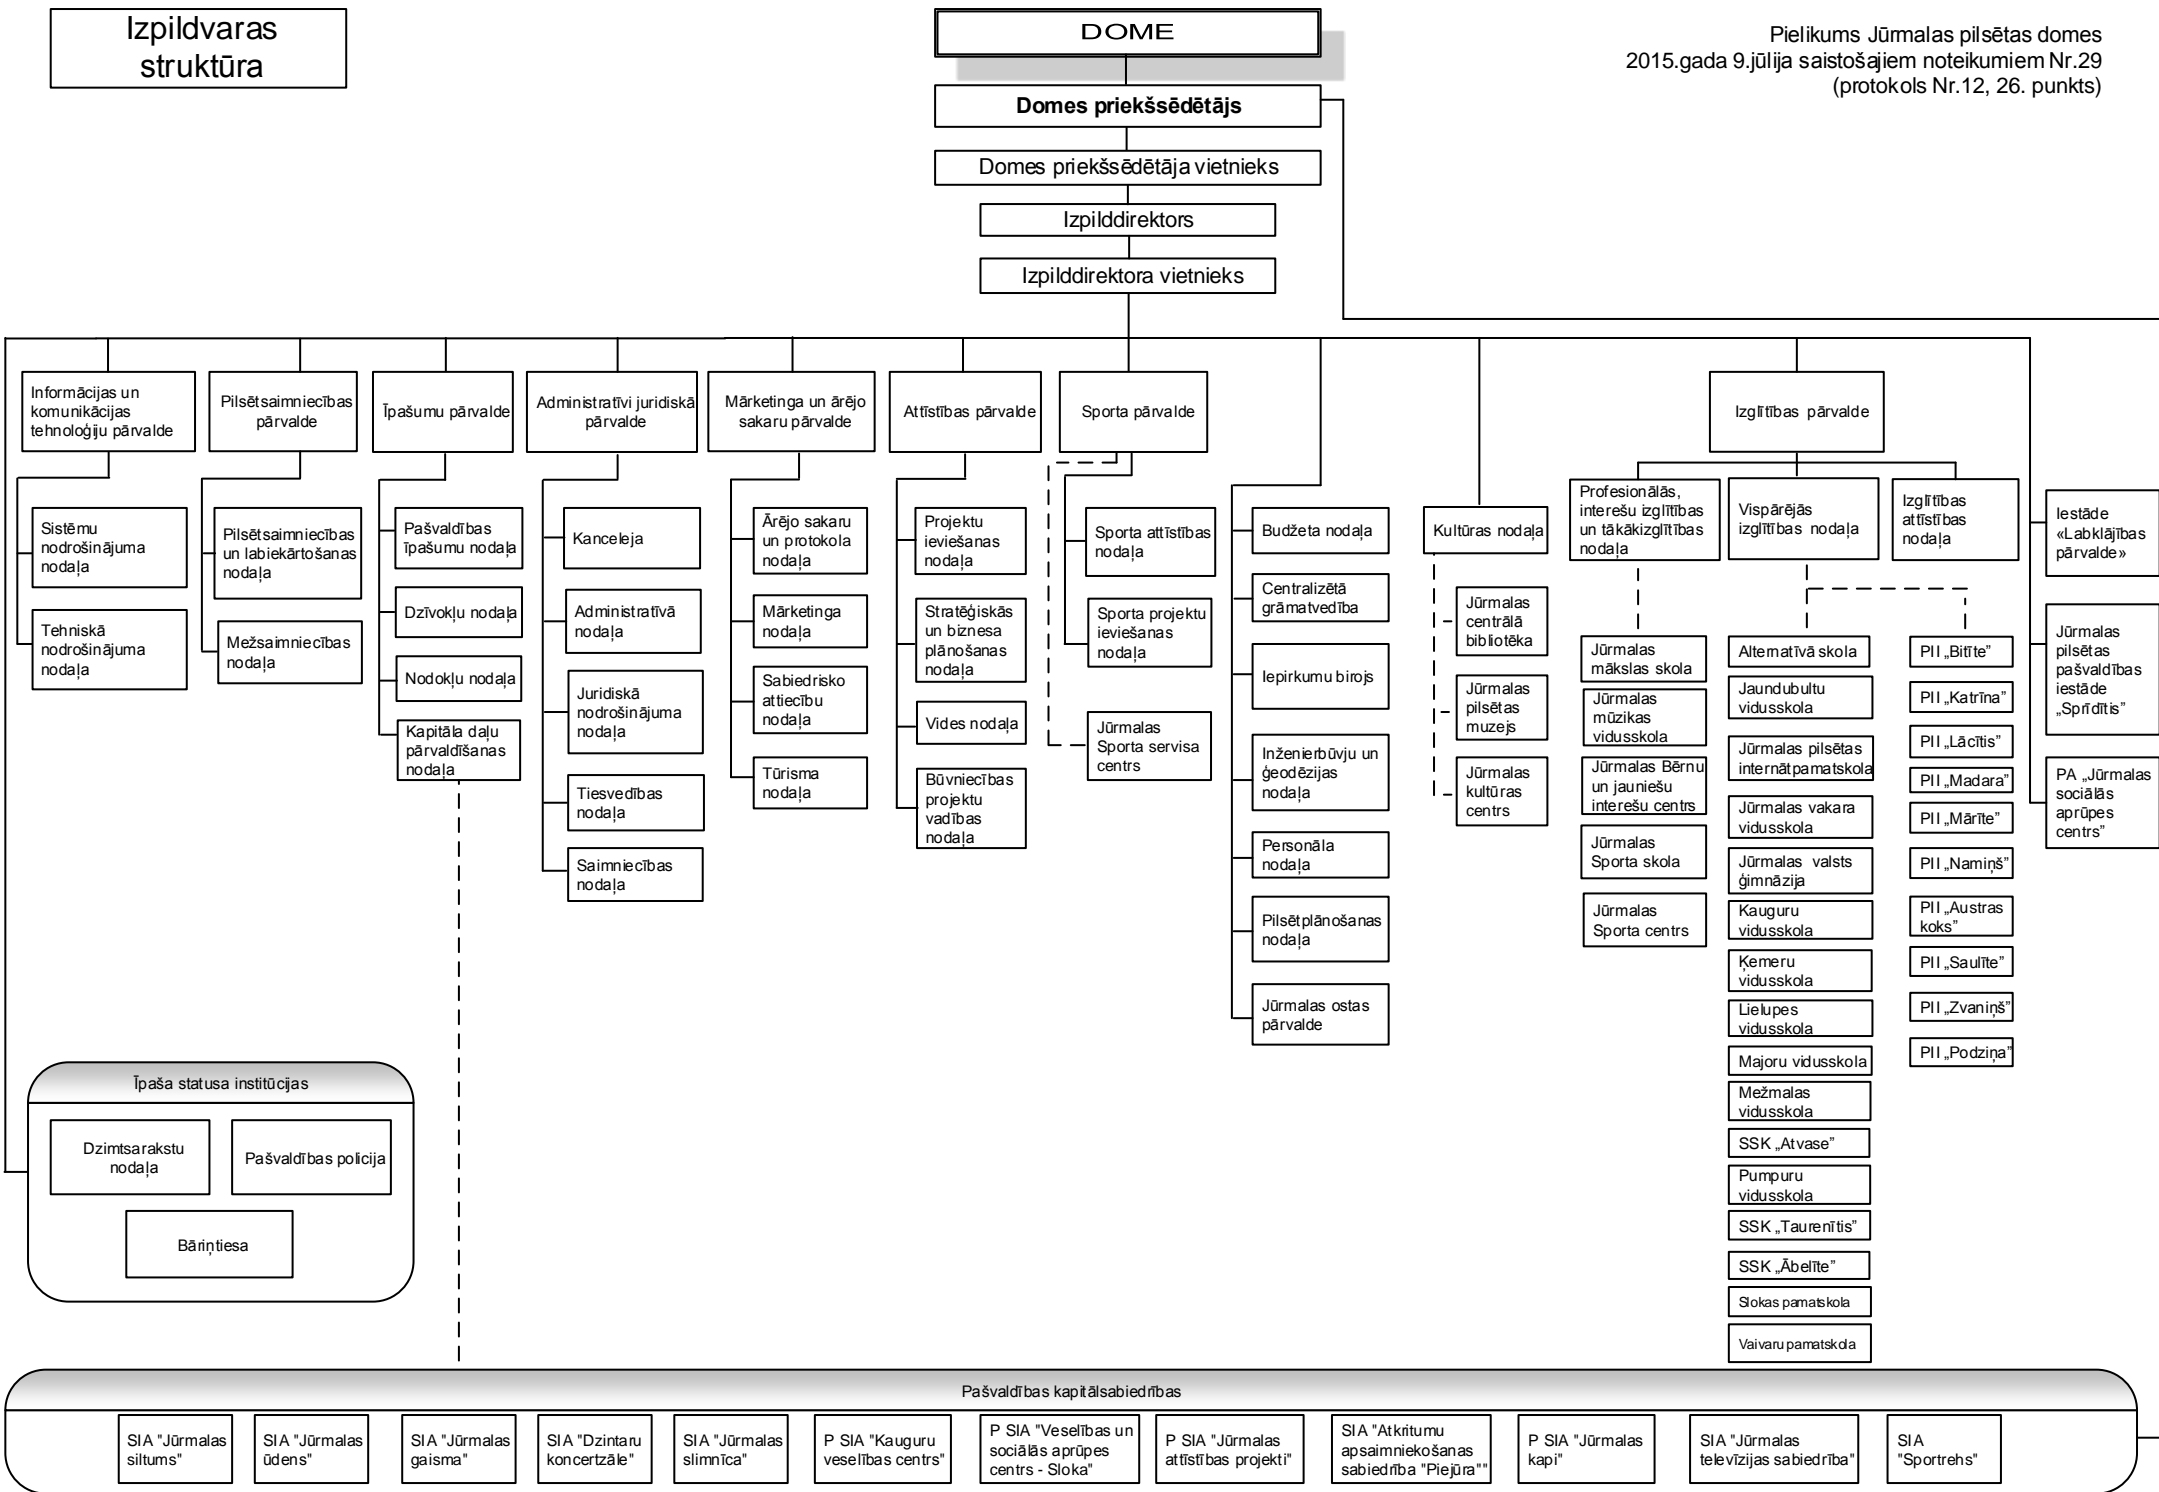 Izpildvaras
struktūra
DOME
Pielikums Jūrmalas pilsētas domes
2015.gada 9.jūlija saistošajiem noteikumiem Nr.29
(protokols Nr.12, 26. punkts)
Domes priekšsēdētājs
Domes priekšsēdētāja vietnieks
Izpilddirektors
Izpilddirektora vietnieks
Informācijas un
komunikācijas
tehnoloģiju pārvalde
Pilsētsaimniecības
pārvalde
Īpašumu pārvalde
Administratīvi juridiskā
pārvalde
Mārketinga un ārējo
sakaru pārvalde
Attīstības pārvalde
Sporta pārvalde
Izglītības pārvalde
Sistēmu
nodrošinājuma
nodaļa
Tehniskā
nodrošinājuma
nodaļa
Pilsētsaimniecības
un labiekārtošanas
nodaļa
Mežsaimniecības
nodaļa
Pašvaldības
īpašumu nodaļa
Dzīvokļu nodaļa
Nodokļu nodaļa
Kapitāla daļu
pārvaldīšanas
nodaļa
Kanceleja
Administratīvā
nodaļa
Juridiskā
nodrošinājuma
nodaļa
Tiesvedības
nodaļa
Saimniecības
nodaļa
Ārējo sakaru
un protokola
nodaļa
Mārketinga
nodaļa
Sabiedrisko
attiecību
nodaļa
Tūrisma
nodaļa
Projektu
ieviešanas
nodaļa
Stratēģiskās
un biznesa
plānošanas
nodaļa
Vides nodaļa
Būvniecības
projektu
vadības
nodaļa
Sporta attīstības
nodaļa
Sporta projektu
ieviešanas
nodaļa
Jūrmalas
Sporta servisa
centrs
Budžeta nodaļa
Centralizētā
grāmatvedība
Iepirkumu birojs
Inženierbūvju un
ģeodēzijas
nodaļa
Personāla
nodaļa
Pilsētplānošanas
nodaļa
Jūrmalas ostas
pārvalde
Kultūras nodaļa
Jūrmalas
centrālā
bibliotēka
Jūrmalas
pilsētas
muzejs
Jūrmalas
kultūras
centrs
Profesionālās,
interešu izglītības
un tākākizglītības
nodaļa
Jūrmalas
mākslas skola
Jūrmalas
mūzikas
vidusskola
Jūrmalas Bērnu
un jauniešu
interešu centrs
Jūrmalas
Sporta skola
Jūrmalas
Sporta centrs
Vispārējās
izglītības nodaļa
Alternatīvā skola
Jaundubultu
vidusskola
Jūrmalas pilsētas
internātpamatskola
Jūrmalas vakara
vidusskola
Jūrmalas valsts
ģimnāzija
Kauguru
vidusskola
Ķemeru
vidusskola
Lielupes
vidusskola
Majoru vidusskola
Mežmalas
vidusskola
SSK „Atvase”
Pumpuru
vidusskola
SSK „Taurenītis”
SSK „Ābelīte”
Slokas pamatskola
Vaivaru pamatskola
Izglītības
attīstības
nodaļa
PII „Bitīte”
PII „Katrīna”
PII „Lācītis”
PII „Madara”
PII „Mārīte”
PII „Namiņš”
PII „Austras
koks”
PII „Saulīte”
PII „Zvaniņš”
PII „Podziņa”
Iestāde
«Labklājības
pārvalde»
Jūrmalas
pilsētas
pašvaldības
iestāde
„Sprīdītis”
PA „Jūrmalas
sociālās
aprūpes
centrs”
Īpaša statusa institūcijas
Dzimtsarakstu
nodaļa
Pašvaldības policija
Bāriņtiesa
Pašvaldības kapitālsabiedrības
SIA "Jūrmalas
siltums"
SIA "Jūrmalas
ūdens"
SIA "Jūrmalas
gaisma"
SIA "Dzintaru
koncertzāle"
SIA "Jūrmalas
slimnīca"
P SIA "Kauguru
veselības centrs"
P SIA "Veselības un
sociālās aprūpes
centrs - Sloka"
P SIA "Jūrmalas
attīstības projekti"
SIA "Atkritumu
apsaimniekošanas
sabiedrība "Piejūra""
P SIA "Jūrmalas
kapi"
SIA "Jūrmalas
televīzijas sabiedrība"
SIA
"Sportrehs"